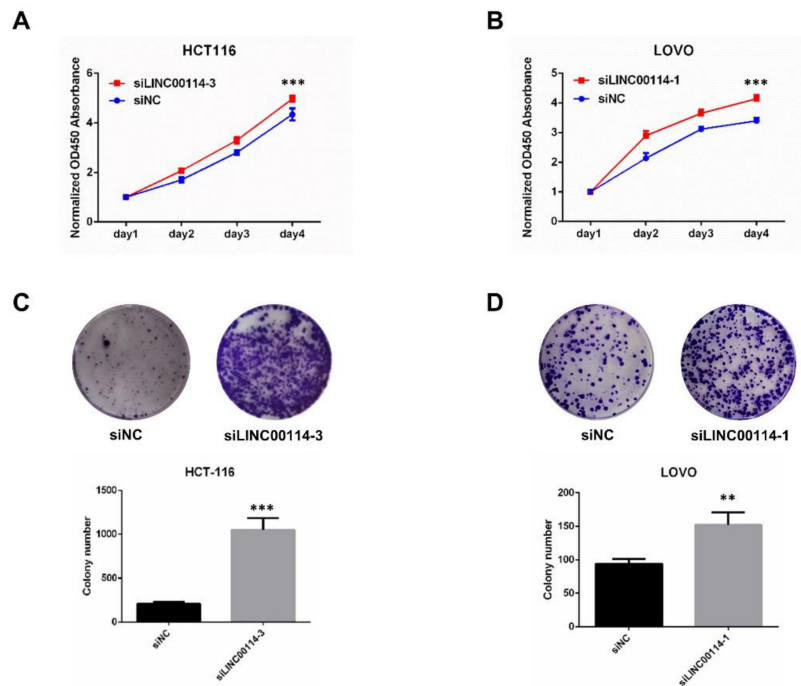 A
HCT116
Normalized OD450 Absorbance
6
4
2
0
siLINC00114-3
siNC
***
day1 day2 day3 day4
B
LOVO
Normalized OD450 Absorbance
5
4
3
2
1
0
siLINC00114-1
siNC
***
day1 day2 day3 day4
C
siNC siLINC00114-3
HCT-116
Colony number
1500
1000
500
0
***
siNC
siLINC00114-3
D
siNC siLINC00114-1
LOVO
Colony number
200
150
100
50
0
**
siNC
siLINC00114-1